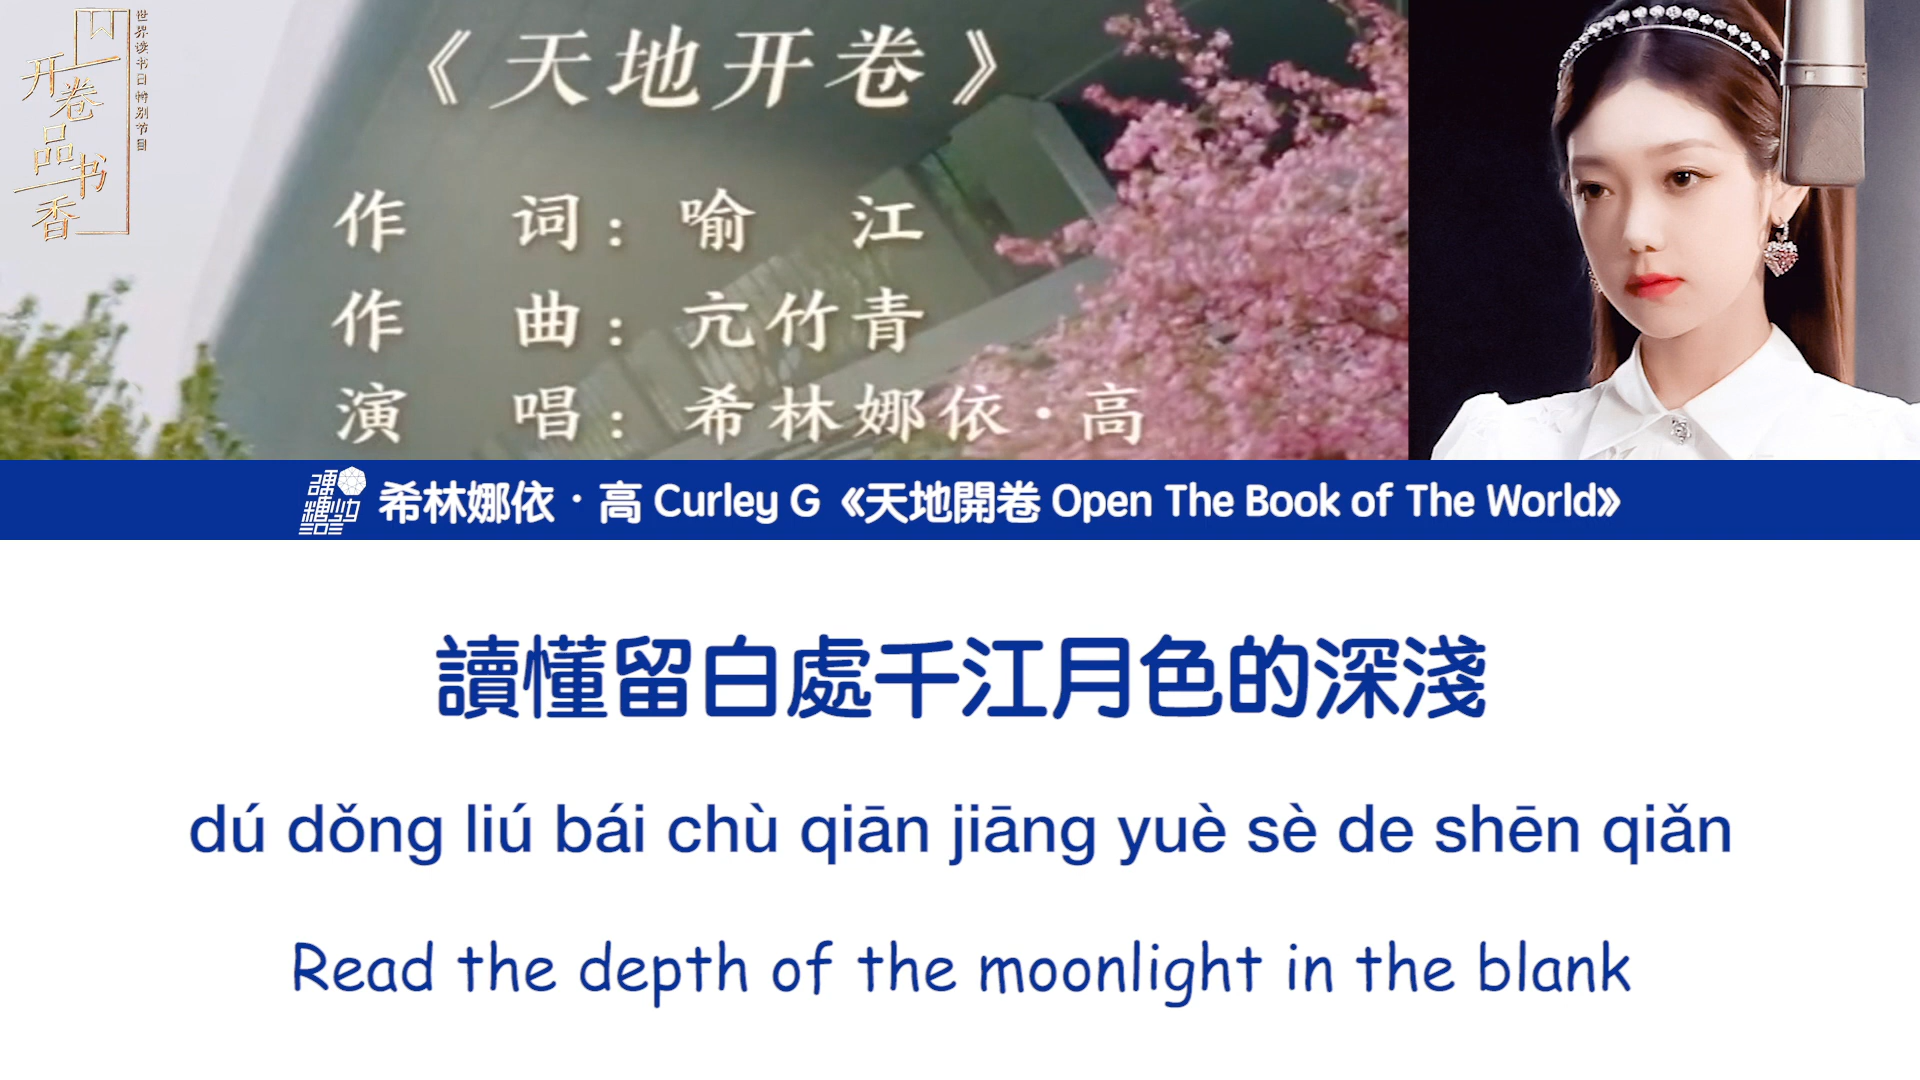 开卷品书香
世界读书日特别节目
《天地开卷》
作 词：喻 江
作 曲：亢竹青
演 唱：希林娜依·高
希林娜依·高 Curley G《天地開卷 Open The Book of The World》
讀懂留白處千江月色的深淺
dú dǒng liú bái chù qiān jiāng yuè sè de shēn qiǎn
Read the depth of the moonlight in the blank